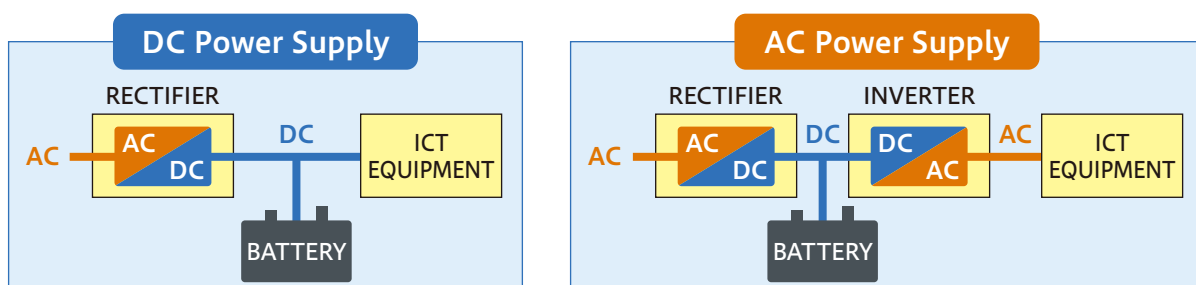 DC Power Supply
RECTIFIER
AC
AC
DC
DC
ICT
EQUIPMENT
BATTERY
AC Power Supply
RECTIFIER
INVERTER
AC
AC
DC
DC
DC
AC
AC
ICT
EQUIPMENT
BATTERY